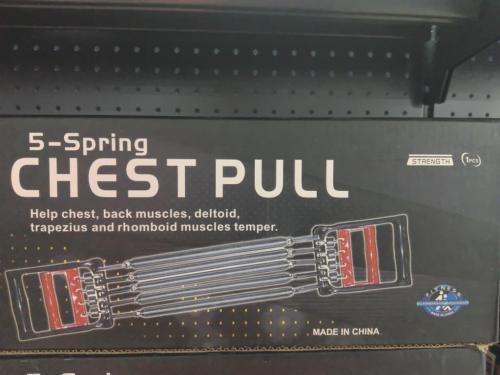 5-Spring
CHEST PULL
STRENGTH
1PCS
Help chest, back muscles, deltoid,
trapezius and rhomboid muscles temper.
FITNESS
MADE IN CHINA